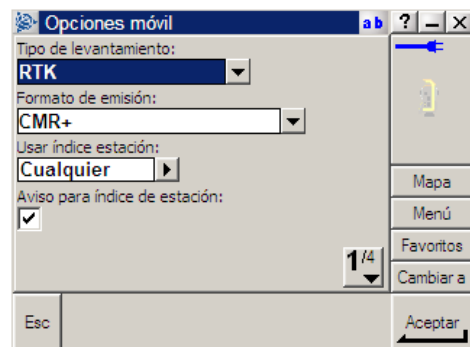 Opciones móvil
a b
? – X
Tipo de levantamiento:
RTK
Formato de emisión:
CMR+
Usar índice estación:
Cualquier
Aviso para índice de estación:
1/4
Mapa
Menú
Favoritos
Cambiar a
Esc
Aceptar